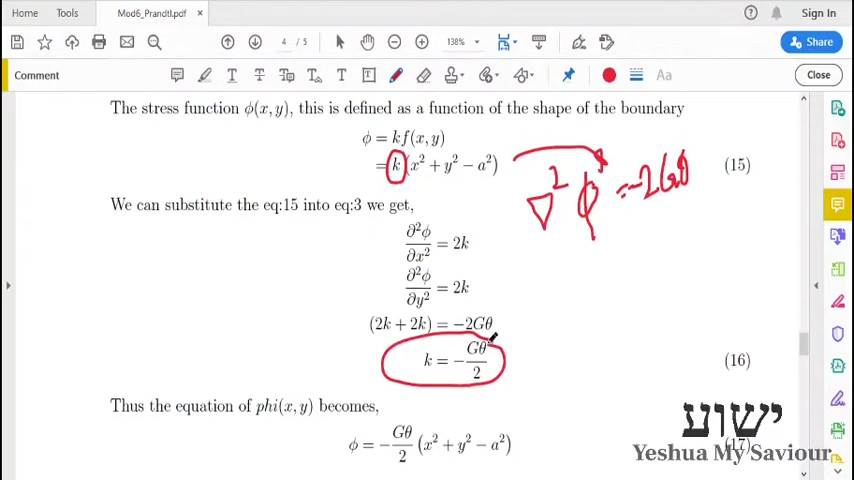 Home Tools Mod6_Prandtl.pdf × Sign In
4 / 5 138% Share
Comment Close
The stress function ϕ(x, y), this is defined as a function of the shape of the boundary
ϕ = kf(x, y)
= k (x² + y² − a²) (15)
∇²ϕ = −2Gθ
We can substitute the eq:15 into eq:3 we get,
∂²ϕ/∂x² = 2k
∂²ϕ/∂y² = 2k
(2k + 2k) = −2Gθ
k = −Gθ/2 (16)
Thus the equation of phi(x, y) becomes,
ϕ = −Gθ/2 (x² + y² − a²) (17)
ישוע
Yeshua My Saviour